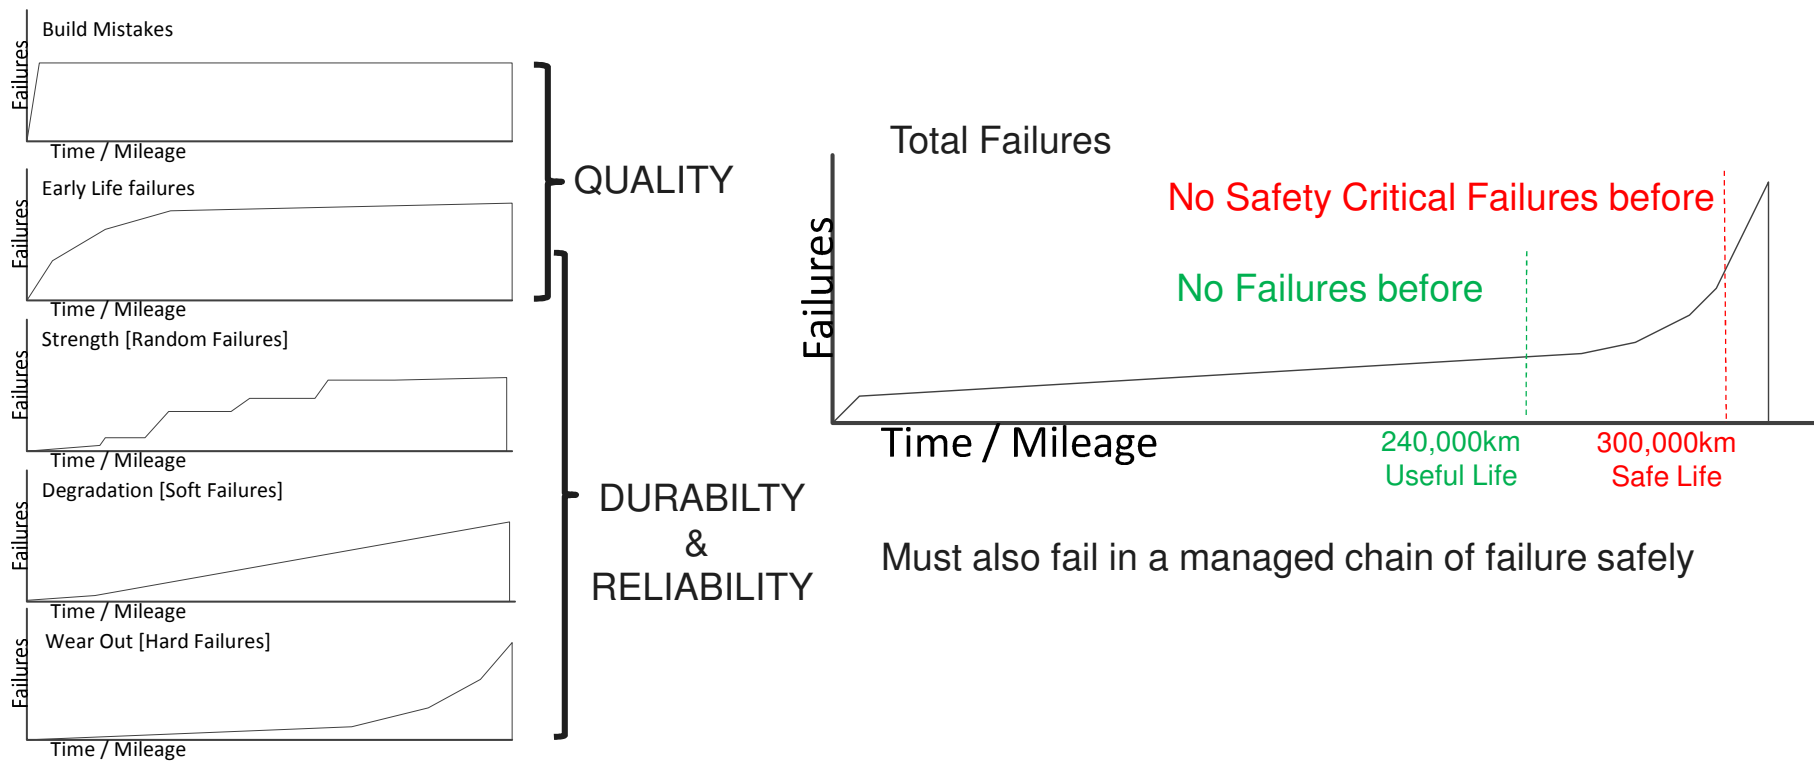 Build Mistakes
Failures
Time / Mileage
Early Life failures
Failures
Time / Mileage
Strength [Random Failures]
Failures
Time / Mileage
Degradation [Soft Failures]
Failures
Time / Mileage
Wear Out [Hard Failures]
Failures
Time / Mileage
QUALITY
DURABILTY
&
RELIABILITY
Total Failures
No Safety Critical Failures before
No Failures before
Failures
Time / Mileage
240,000km
Useful Life
300,000km
Safe Life
Must also fail in a managed chain of failure safely